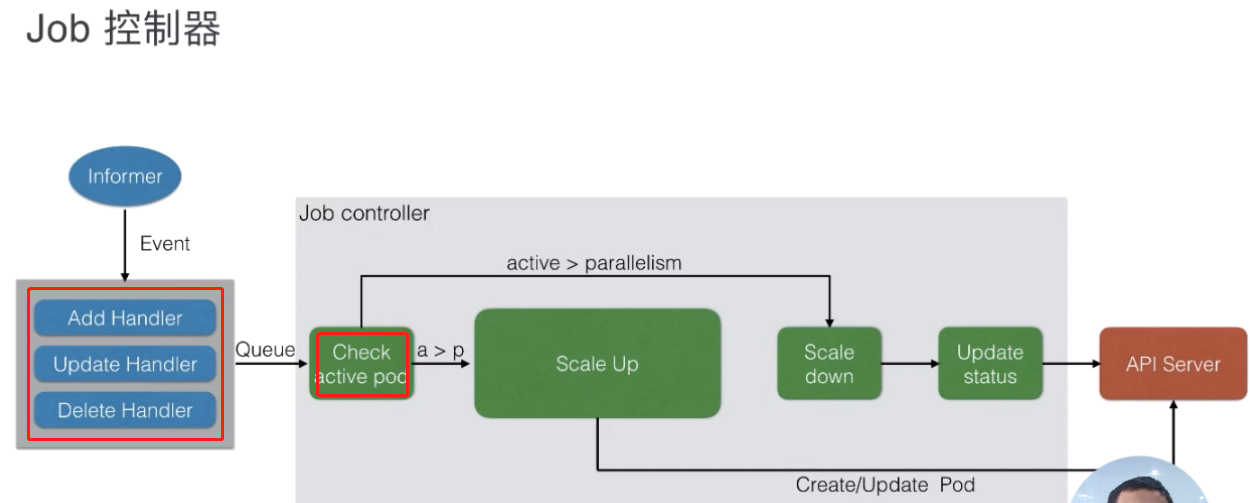 Job 控制器
Informer
Event
Add Handler
Update Handler
Delete Handler
Queue
Job controller
active > parallelism
Check
active pod
a > p
Scale Up
Scale
down
Update
status
API Server
Create/Update Pod